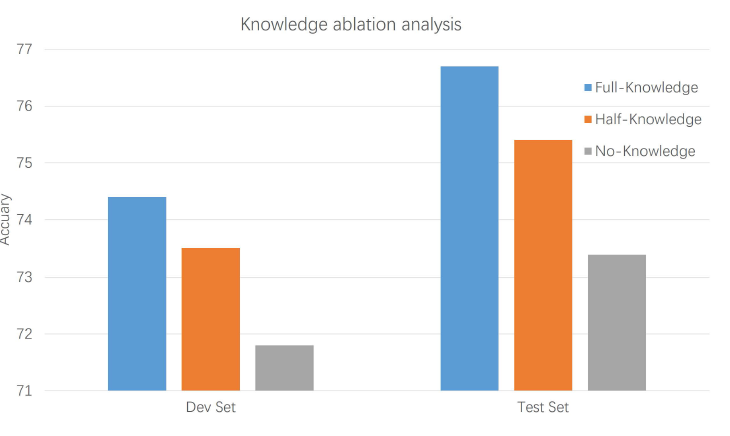 Knowledge ablation analysis
77
76
75
74
73
72
71
Accuary
Full-Knowledge
Half-Knowledge
No-Knowledge
Dev Set
Test Set